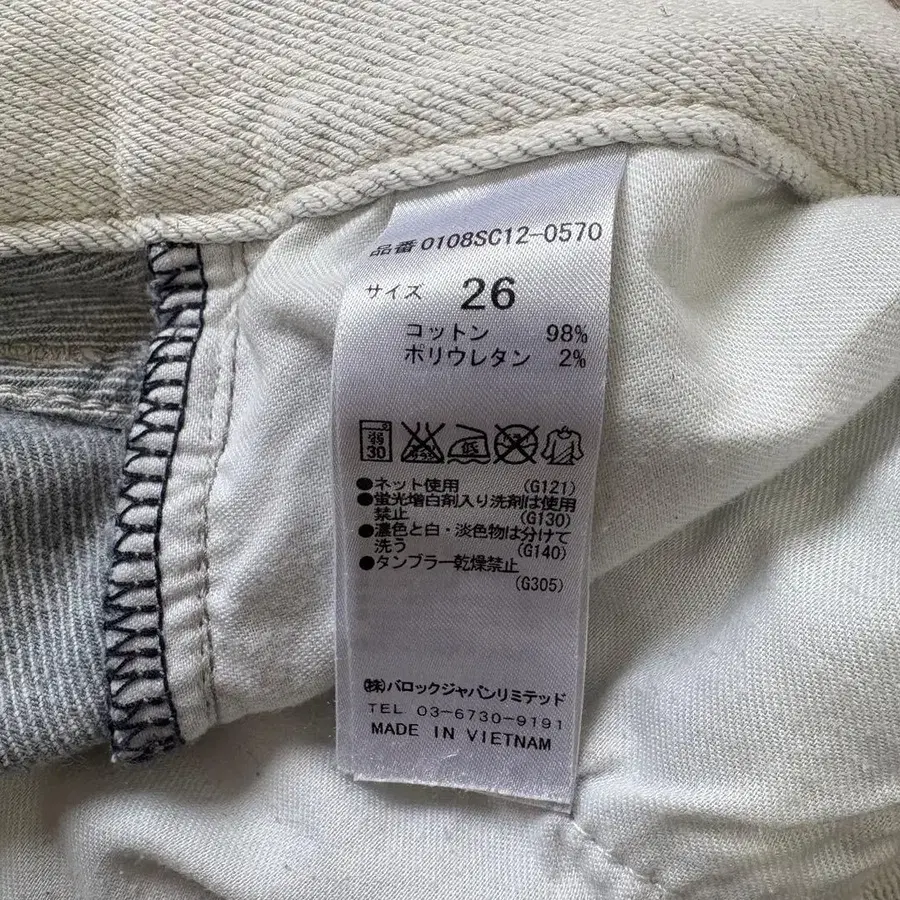 品番 0108SC12-0570
サイズ 26
コットン 98%
ポリウレタン 2%
弱
30
低
●ネット使用 (G121)
●蛍光増白剤入り洗剤は使用
禁止 (G130)
●濃色と白・淡色物は分けて
洗う (G140)
●タンブラー乾燥禁止
(G305)
㈱バロックジャパンリミテッド
TEL 03-6730-9191
MADE IN VIETNAM